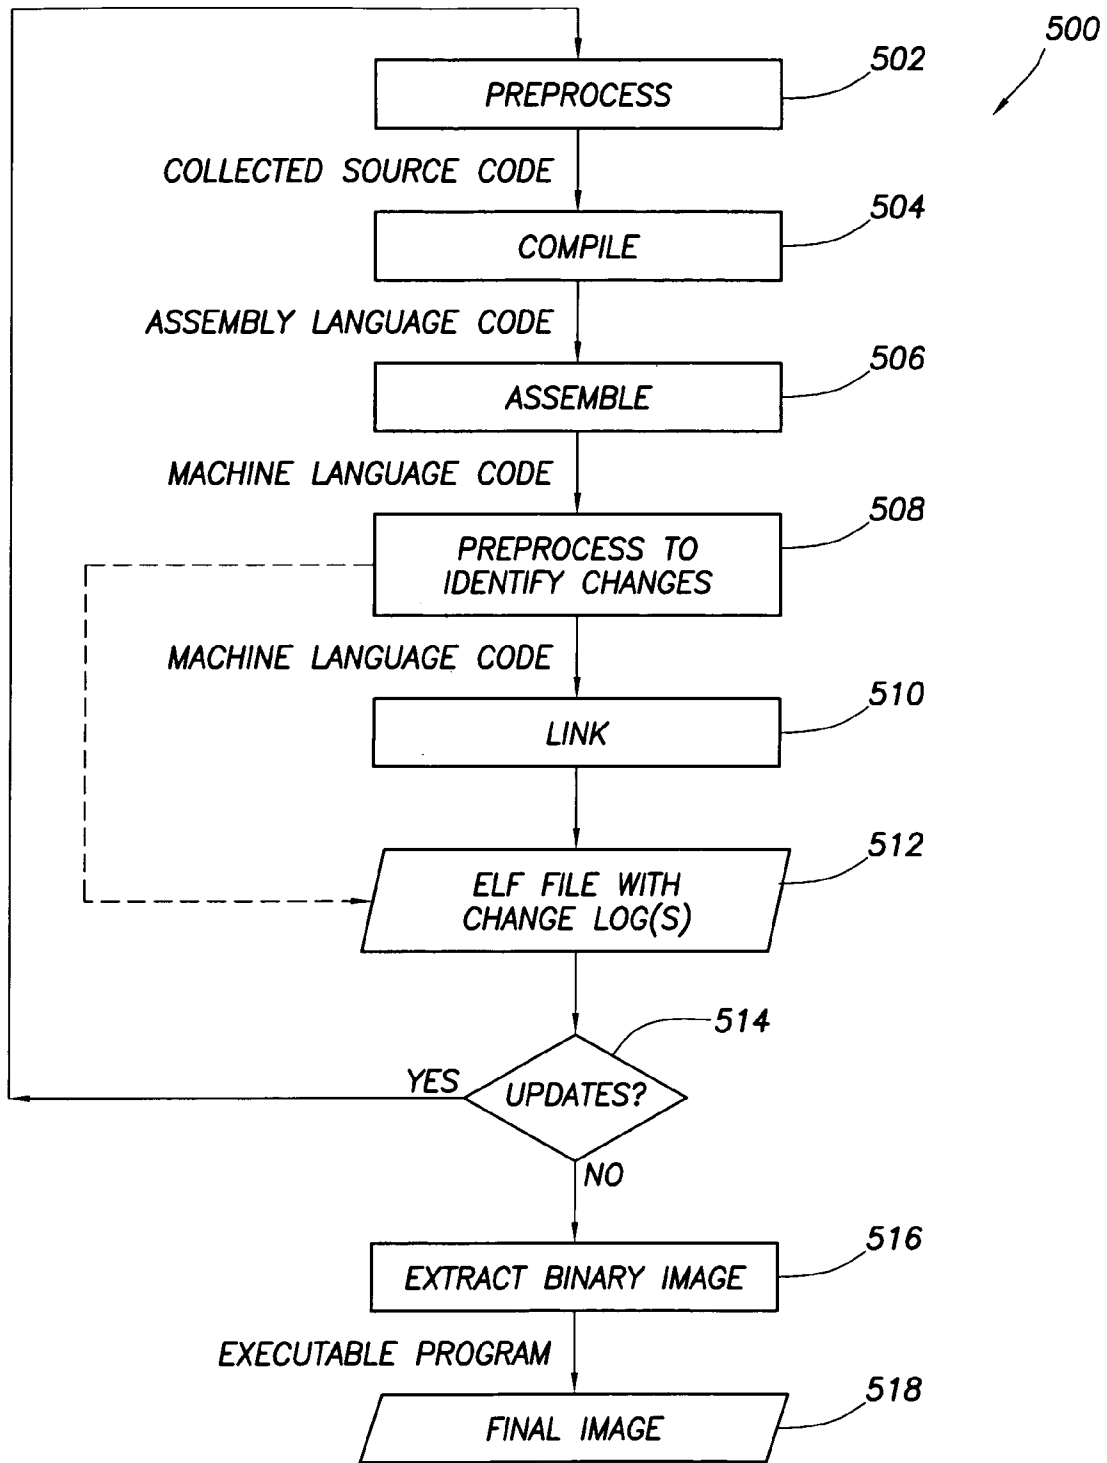 500
502
PREPROCESS
COLLECTED SOURCE CODE
504
COMPILE
ASSEMBLY LANGUAGE CODE
506
ASSEMBLE
MACHINE LANGUAGE CODE
508
PREPROCESS TO
IDENTIFY CHANGES
MACHINE LANGUAGE CODE
510
LINK
512
ELF FILE WITH
CHANGE LOG(S)
514
YES
UPDATES?
NO
516
EXTRACT BINARY IMAGE
EXECUTABLE PROGRAM
518
FINAL IMAGE